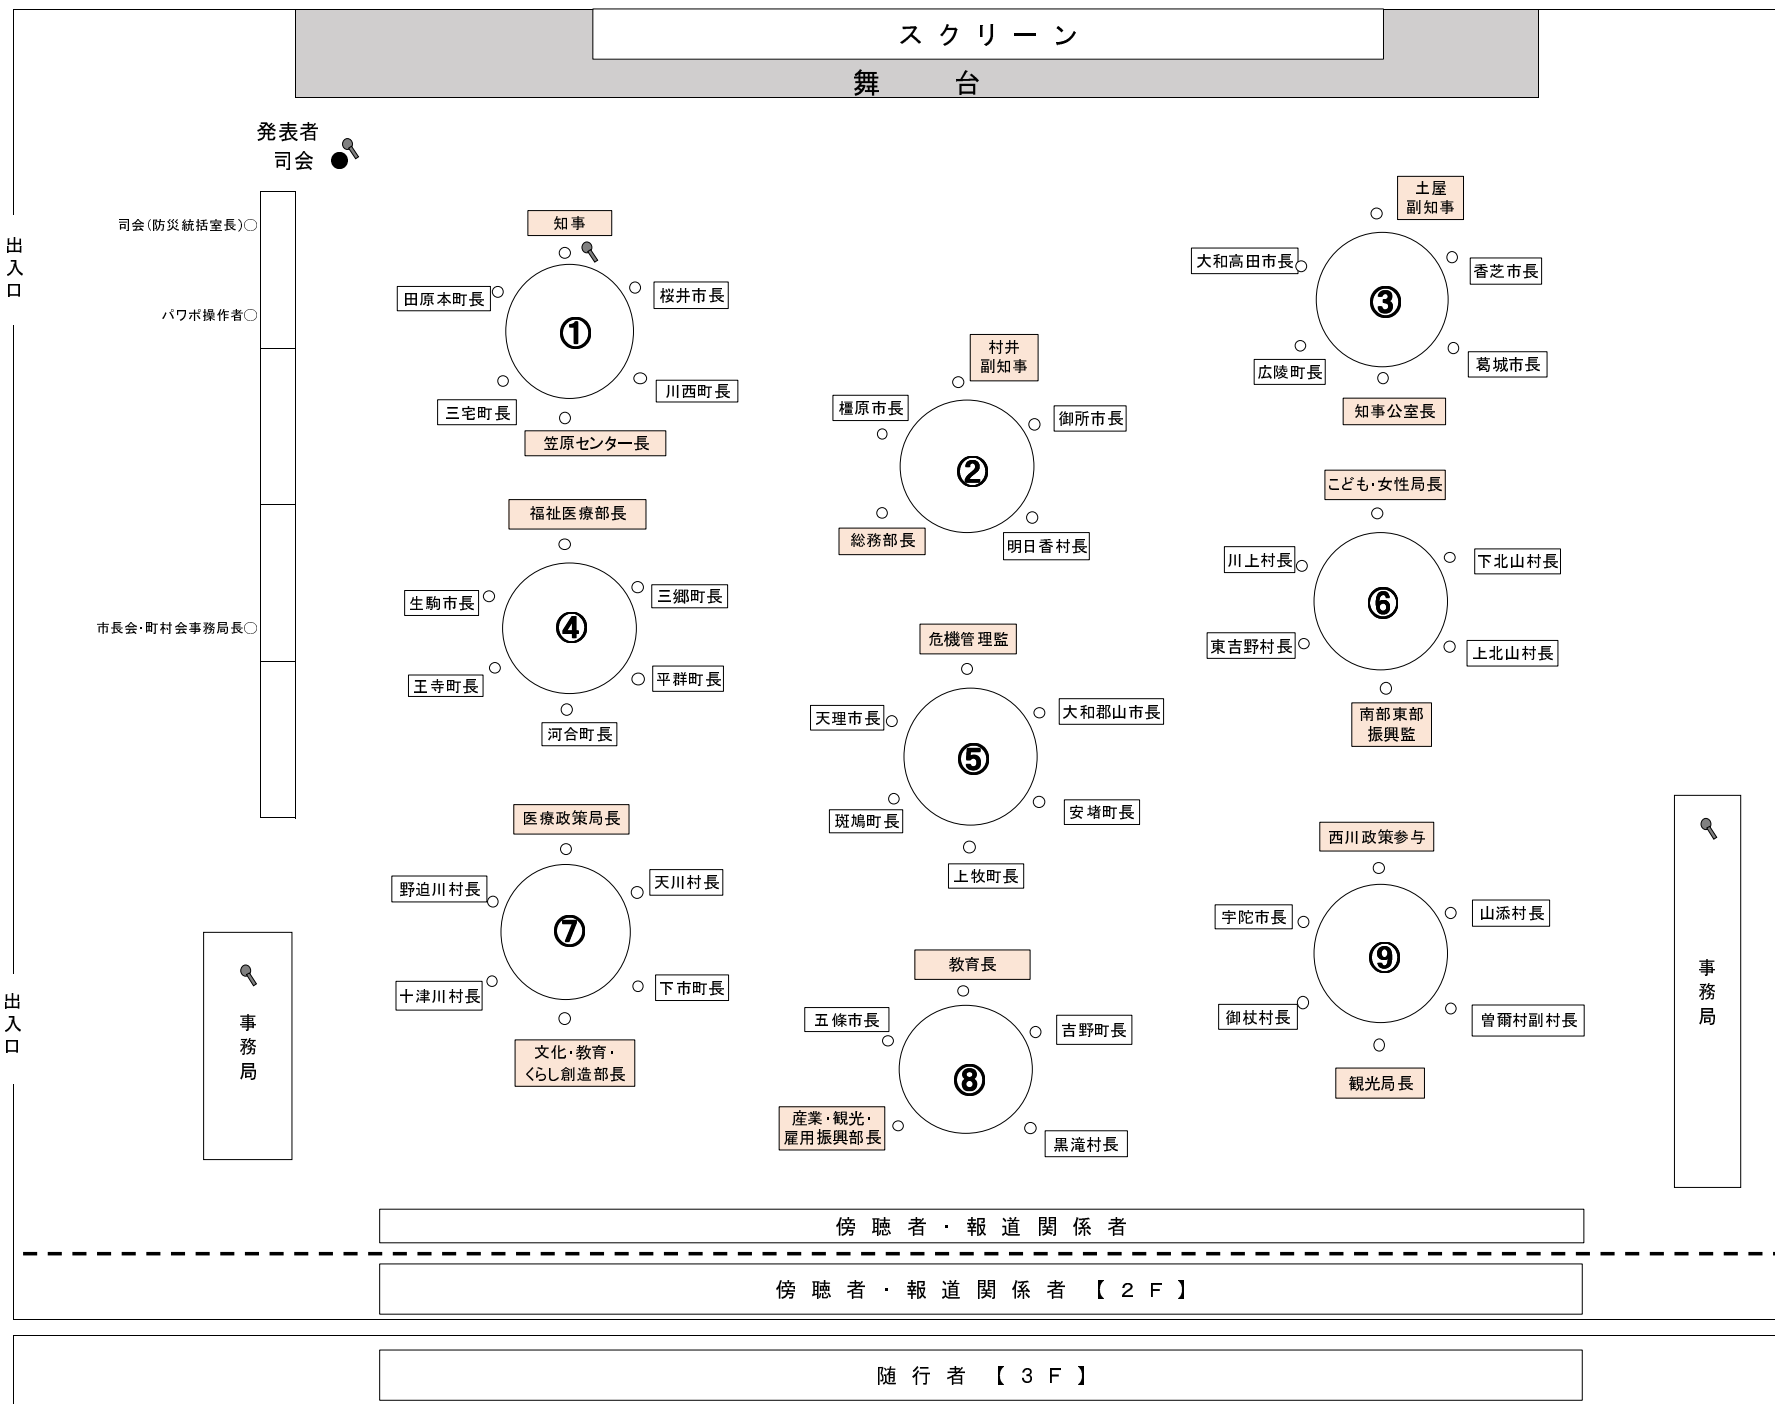 スクリーン
舞　台
発表者
司会
司会(防災統括室長)○
パワポ操作者○
市長会・町村会事務局長○
出入口
出入口
知事
田原本町長
桜井市長
①
三宅町長
川西町長
笠原センター長
村井
副知事
橿原市長
御所市長
②
総務部長
明日香村長
土屋
副知事
大和高田市長
香芝市長
③
広陵町長
葛城市長
知事公室長
福祉医療部長
生駒市長
三郷町長
④
王寺町長
平群町長
河合町長
危機管理監
天理市長
大和郡山市長
⑤
斑鳩町長
安堵町長
上牧町長
こども・女性局長
川上村長
下北山村長
⑥
東吉野村長
上北山村長
南部東部
振興監
医療政策局長
野迫川村長
天川村長
⑦
十津川村長
下市町長
文化・教育・
くらし創造部長
教育長
五條市長
吉野町長
⑧
産業・観光・
雇用振興部長
黒滝村長
西川政策参与
宇陀市長
山添村長
⑨
御杖村長
曽爾村副村長
観光局長
事務局
事務局
傍聴者・報道関係者
傍聴者・報道関係者【２Ｆ】
随行者【３Ｆ】